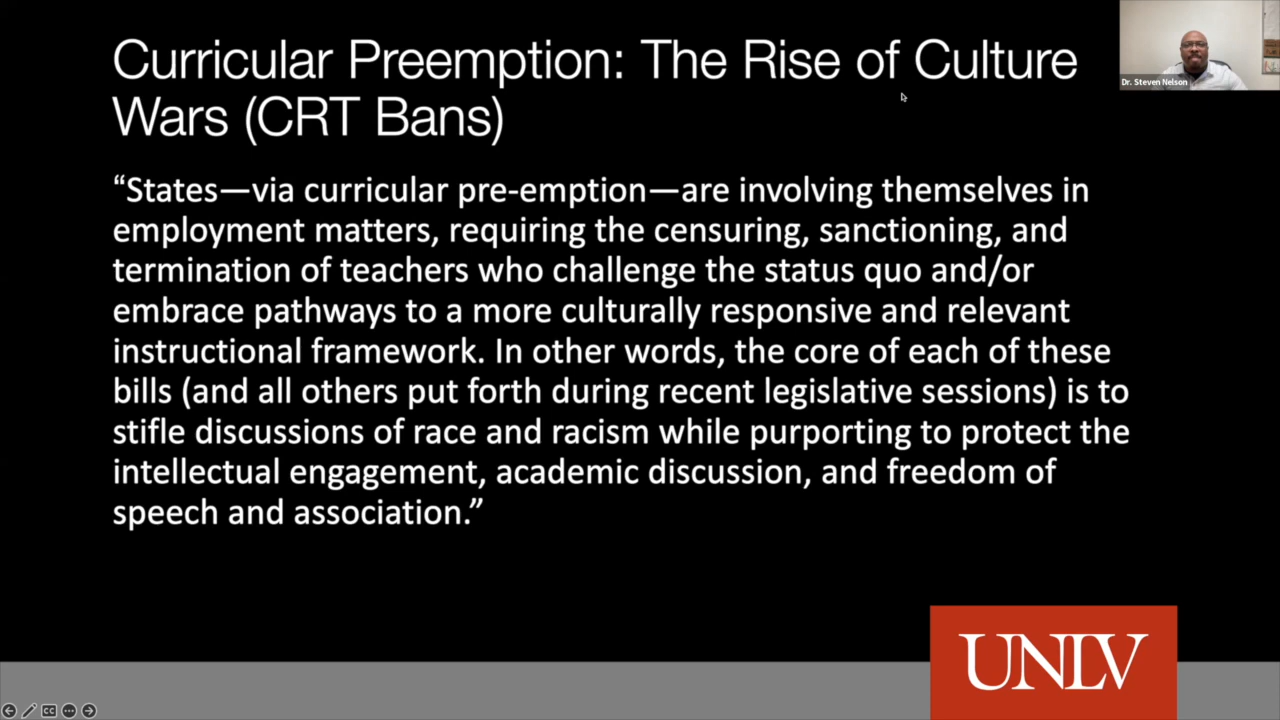 Curricular Preemption: The Rise of Culture
Wars (CRT Bans)
Dr. Steven Nelson
“States—via curricular pre-emption—are involving themselves in
employment matters, requiring the censuring, sanctioning, and
termination of teachers who challenge the status quo and/or
embrace pathways to a more culturally responsive and relevant
instructional framework. In other words, the core of each of these
bills (and all others put forth during recent legislative sessions) is to
stifle discussions of race and racism while purporting to protect the
intellectual engagement, academic discussion, and freedom of
speech and association.”
UNLV
CC